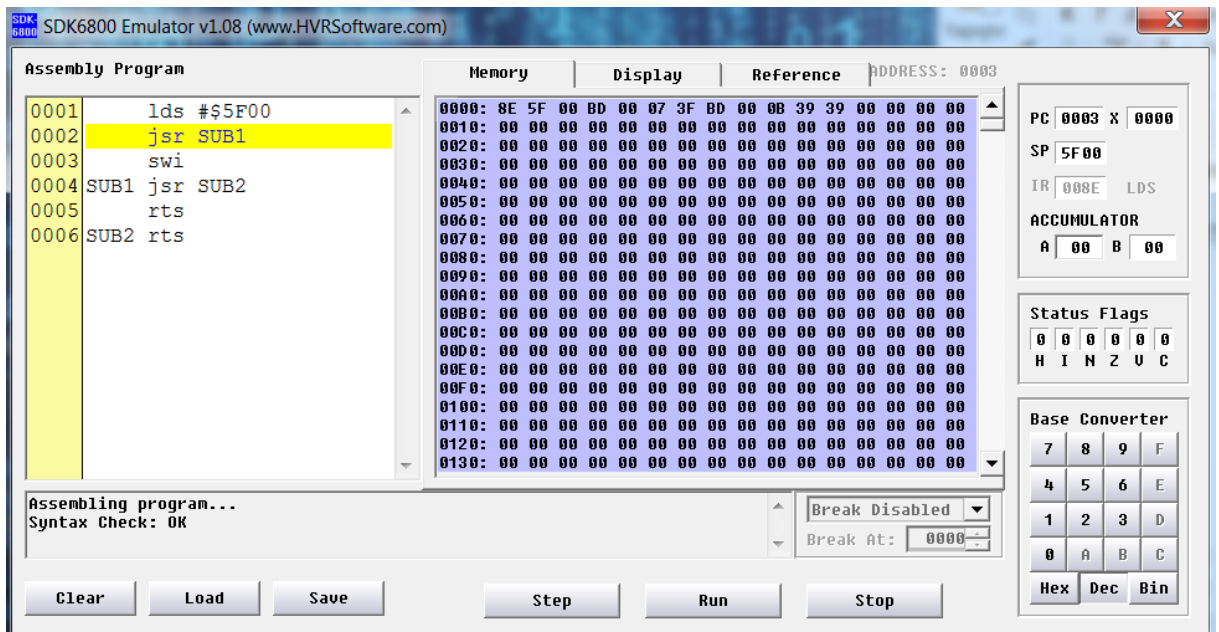 SDK-6800 SDK6800 Emulator v1.08 (www.HVRSoftware.com) X
Assembly Program
0001 lds #$5F00
0002 jsr SUB1
0003 swi
0004 SUB1 jsr SUB2
0005 rts
0006 SUB2 rts
Memory Display Reference ADDRESS: 0003
0000: 8E 5F 00 BD 00 07 3F BD 00 0B 39 39 00 00 00 00
0010: 00 00 00 00 00 00 00 00 00 00 00 00 00 00 00 00
0020: 00 00 00 00 00 00 00 00 00 00 00 00 00 00 00 00
0030: 00 00 00 00 00 00 00 00 00 00 00 00 00 00 00 00
0040: 00 00 00 00 00 00 00 00 00 00 00 00 00 00 00 00
0050: 00 00 00 00 00 00 00 00 00 00 00 00 00 00 00 00
0060: 00 00 00 00 00 00 00 00 00 00 00 00 00 00 00 00
0070: 00 00 00 00 00 00 00 00 00 00 00 00 00 00 00 00
0080: 00 00 00 00 00 00 00 00 00 00 00 00 00 00 00 00
0090: 00 00 00 00 00 00 00 00 00 00 00 00 00 00 00 00
00A0: 00 00 00 00 00 00 00 00 00 00 00 00 00 00 00 00
00B0: 00 00 00 00 00 00 00 00 00 00 00 00 00 00 00 00
00C0: 00 00 00 00 00 00 00 00 00 00 00 00 00 00 00 00
00D0: 00 00 00 00 00 00 00 00 00 00 00 00 00 00 00 00
00E0: 00 00 00 00 00 00 00 00 00 00 00 00 00 00 00 00
00F0: 00 00 00 00 00 00 00 00 00 00 00 00 00 00 00 00
0100: 00 00 00 00 00 00 00 00 00 00 00 00 00 00 00 00
0110: 00 00 00 00 00 00 00 00 00 00 00 00 00 00 00 00
0120: 00 00 00 00 00 00 00 00 00 00 00 00 00 00 00 00
0130: 00 00 00 00 00 00 00 00 00 00 00 00 00 00 00 00
PC 0003 X 0000
SP 5F00
IR 008E LDS
ACCUMULATOR
A 00 B 00
Status Flags
0 0 0 0 0 0
H I N Z V C
Base Converter
7 8 9 F
4 5 6 E
1 2 3 D
0 A B C
Hex Dec Bin
Assembling program...
Syntax Check: OK
Break Disabled
Break At: 0000
Clear Load Save Step Run Stop